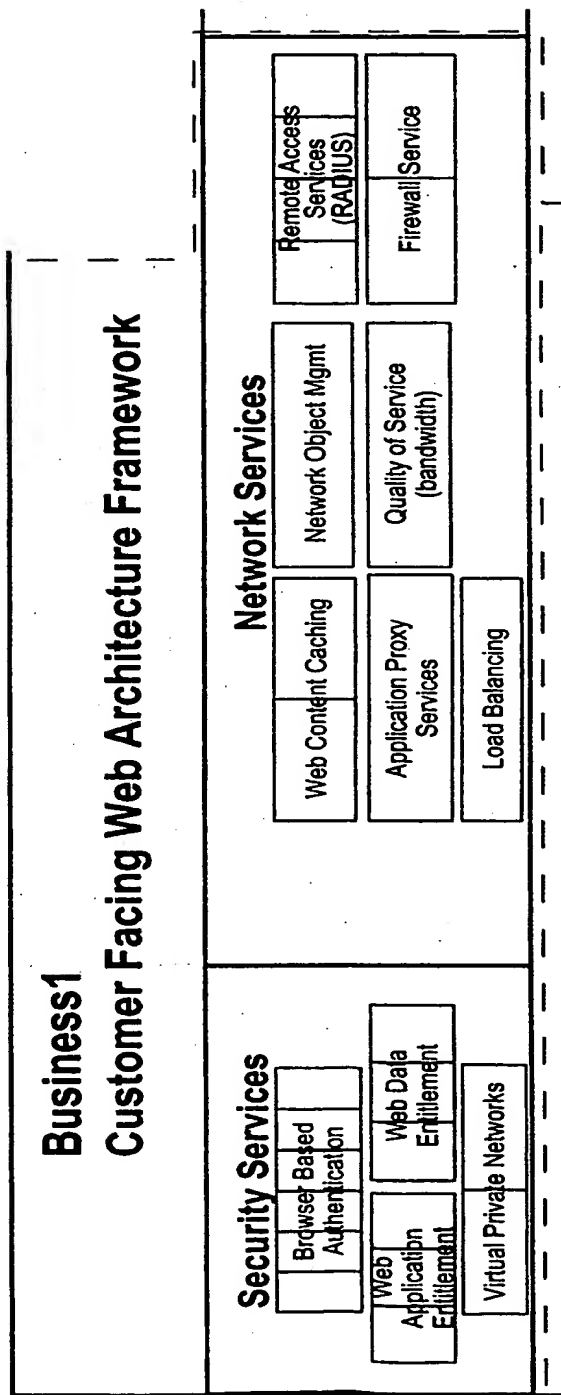 Business1
Customer Facing Web Architecture Framework
Security Services
Browser Based
Authentication
Web
Application
Entitlement
Web Data
Entitlement
Virtual Private Networks
Network Services
Web Content Caching
Network Object Mgmt
Remote Access
Services
(RADIUS)
Application Proxy
Services
Quality of Service
(bandwidth)
Firewall Service
Load Balancing